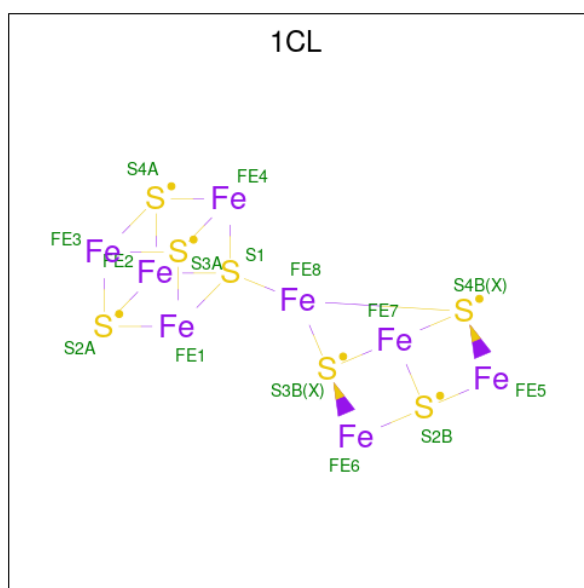 1CL
S4A
FE4
S
Fe
FE3
Fe
S
S3A
S1
FE2
Fe
S
FE8
S4B(X)
Fe
FE7
S
S
Fe
Fe
S2A
FE1
S
Fe
S3B(X)
FE5
S
Fe
S2B
FE6